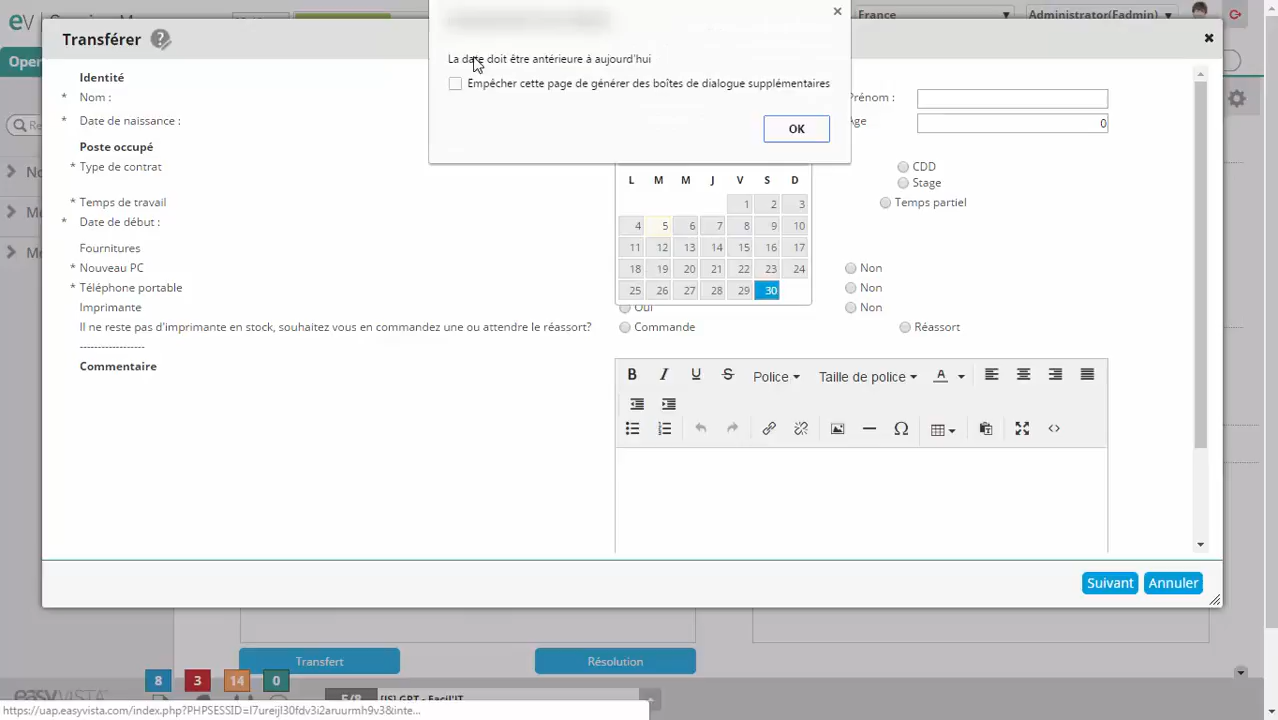 ev
France
Administrator(Fadmin)
Transférer
La date doit être antérieure à aujourd'hui
Empêcher cette page de générer des boîtes de dialogue supplémentaires
OK
Oper
Identité
* Nom :
Prénom :
* Date de naissance :
Age
0
Poste occupé
* Type de contrat
CDD
Stage
* Temps de travail
Temps partiel
* Date de début :
L M M J V S D
1 2 3
4 5 6 7 8 9 10
11 12 13 14 15 16 17
18 19 20 21 22 23 24
25 26 27 28 29 30
Fournitures
* Nouveau PC
Non
* Téléphone portable
Non
Imprimante
Oui
Non
Il ne reste pas d'imprimante en stock, souhaitez vous en commandez une ou attendre le réassort?
Commande
Réassort
-----------------
Commentaire
B I U S Police Taille de police A
Suivant
Annuler
Transfert
Résolution
8 3 14 0
easyvista
5/8
[IS] GPT - Facil'IT
https://uap.easyvista.com/index.php?PHPSESSID=l7ureijl30fdv3i2aruurmh9v3&inte...